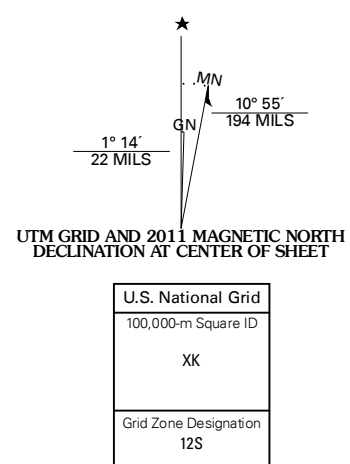 MN
GN
10° 55´
194 MILS
1° 14´
22 MILS
UTM GRID AND 2011 MAGNETIC NORTH
DECLINATION AT CENTER OF SHEET
U.S. National Grid
100,000-m Square ID
XK
Grid Zone Designation
12S